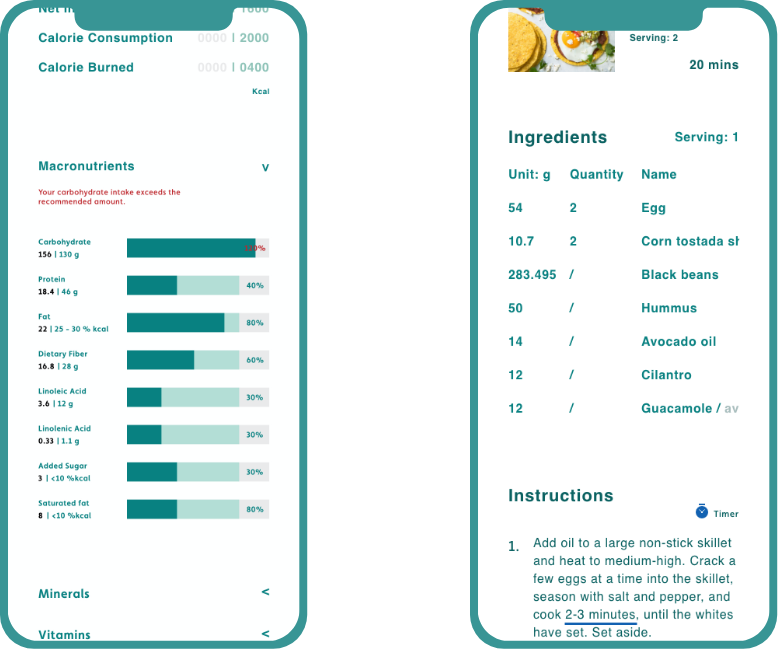 Net In
1600
Calorie Consumption 0000 | 2000
Calorie Burned 0000 | 0400
Kcal
Macronutrients v
Your carbohydrate intake exceeds the
recommended amount.
Carbohydrate
156 | 130 g
Protein
18.4 | 46 g
40%
Fat
22 | 25 - 30 % kcal
80%
Dietary Fiber
16.8 | 28 g
60%
Linoleic Acid
3.6 | 12 g
30%
Linolenic Acid
0.33 | 1.1 g
30%
Added Sugar
3 | <10 %kcal
30%
Saturated fat
8 | <10 %kcal
80%
Minerals <
Vitamins <
Serving: 2
20 mins
Ingredients Serving: 1
Unit: g Quantity Name
54 2 Egg
10.7 2 Corn tostada sh
283.495 / Black beans
50 / Hummus
14 / Avocado oil
12 / Cilantro
12 / Guacamole / av
Instructions
Timer
1. Add oil to a large non-stick skillet
and heat to medium-high. Crack a
few eggs at a time into the skillet,
season with salt and pepper, and
cook 2-3 minutes, until the whites
have set. Set aside.